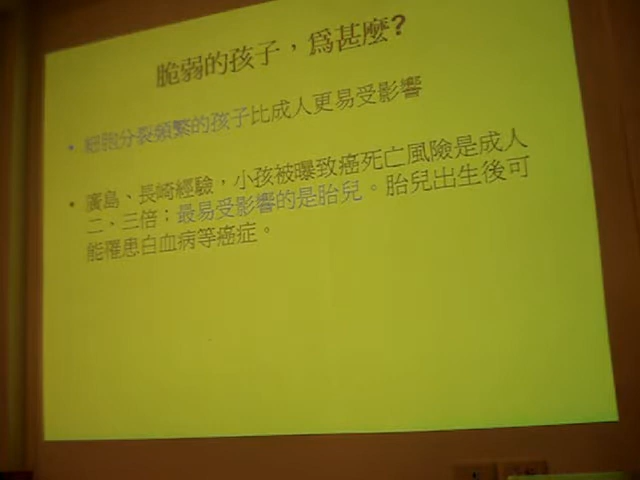 脆弱的孩子，為甚麼?
• 細胞分裂頻繁的孩子比成人更易受影響
• 廣島、長崎經驗，小孩被曝致癌死亡風險是成人
二、三倍；最易受影響的是胎兒。胎兒出生後可
能罹患白血病等癌症。